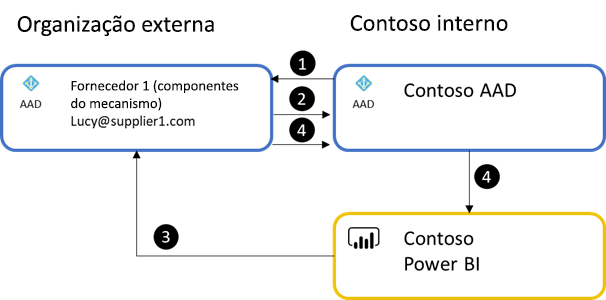 Organização externa
Contoso interno
AAD
Fornecedor 1 (componentes
do mecanismo)
Lucy@supplier1.com
1
2
4
AAD
Contoso AAD
4
3
Contoso
Power BI